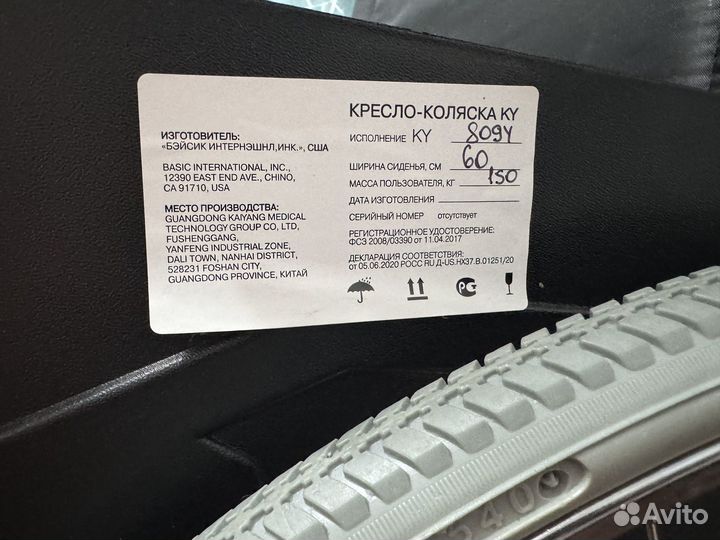 ИЗГОТОВИТЕЛЬ:
«БЭЙСИК ИНТЕРНЭШНЛ,ИНК.», США
BASIC INTERNATIONAL, INC.,
12390 EAST END AVE., CHINO,
CA 91710, USA
МЕСТО ПРОИЗВОДСТВА:
GUANGDONG KAIYANG MEDICAL
TECHNOLOGY GROUP CO, LTD,
FUSHENGGANG,
YANFENG INDUSTRIAL ZONE,
DALI TOWN, NANHAI DISTRICT,
528231 FOSHAN CITY,
GUANGDONG PROVINCE, КИТАЙ
КРЕСЛО-КОЛЯСКА KY
ИСПОЛНЕНИЕ KY 809Y
ШИРИНА СИДЕНЬЯ, СМ 60
МАССА ПОЛЬЗОВАТЕЛЯ, КГ 150
ДАТА ИЗГОТОВЛЕНИЯ
СЕРИЙНЫЙ НОМЕР отсутствует
РЕГИСТРАЦИОННОЕ УДОСТОВЕРЕНИЕ:
ФСЗ 2008/03390 от 11.04.2017
ДЕКЛАРАЦИЯ СООТВЕТСТВИЯ:
от 05.06.2020 РОСС RU Д-US.НХ37.В.01251/20
РСТ
540
Avito